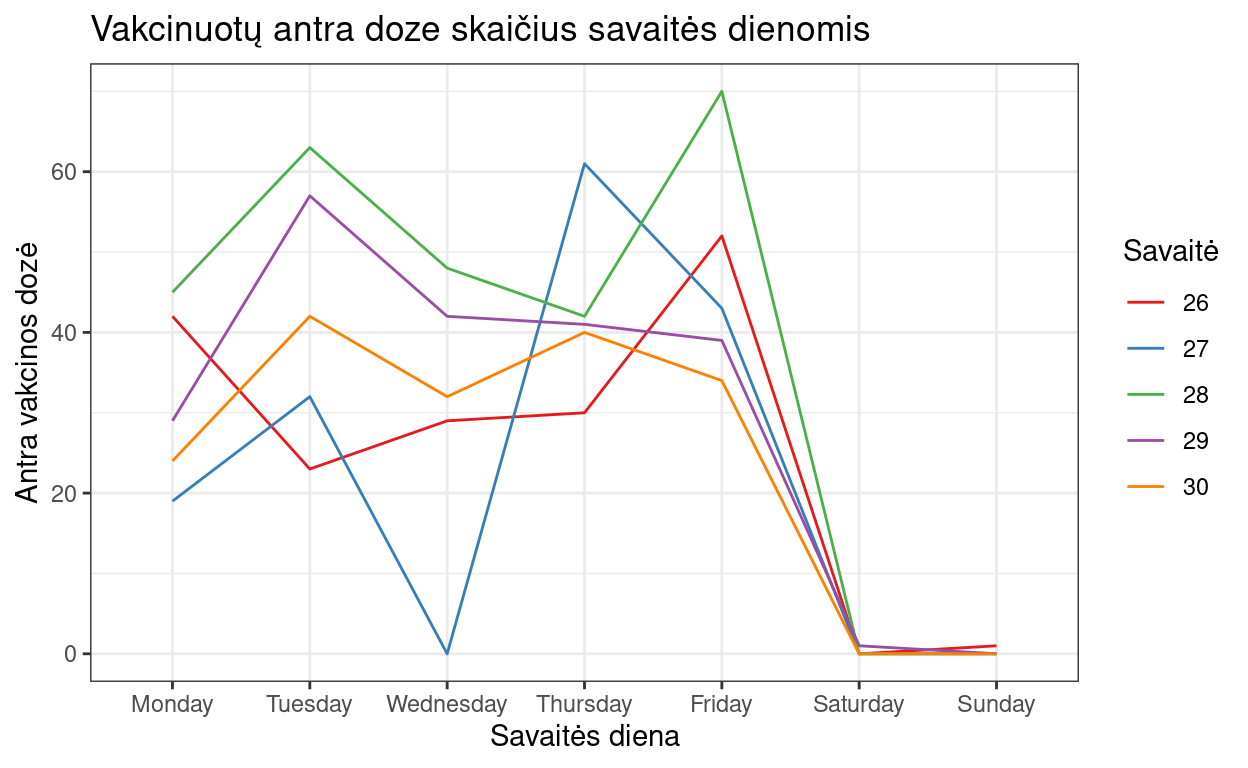 Vakcinuotų antra doze skaičius savaitės dienomis
Antra vakcinos dozė
60
40
20
0
Monday Tuesday Wednesday Thursday Friday Saturday Sunday
Savaitės diena
Savaitė
26
27
28
29
30